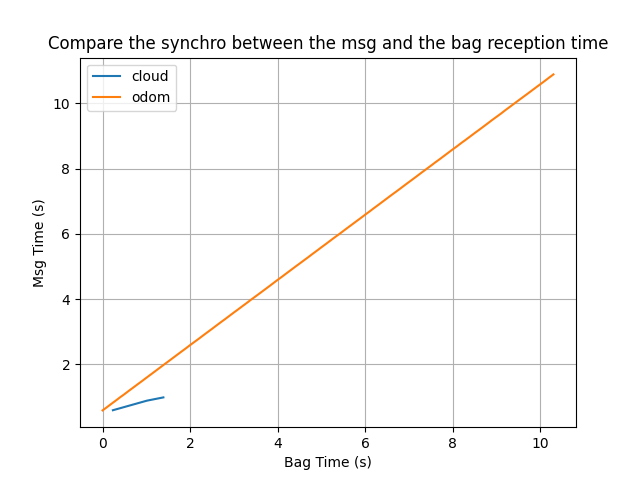 Compare the synchro between the msg and the bag reception time
cloud
odom
10
8
6
4
2
Msg Time (s)
0 2 4 6 8 10
Bag Time (s)